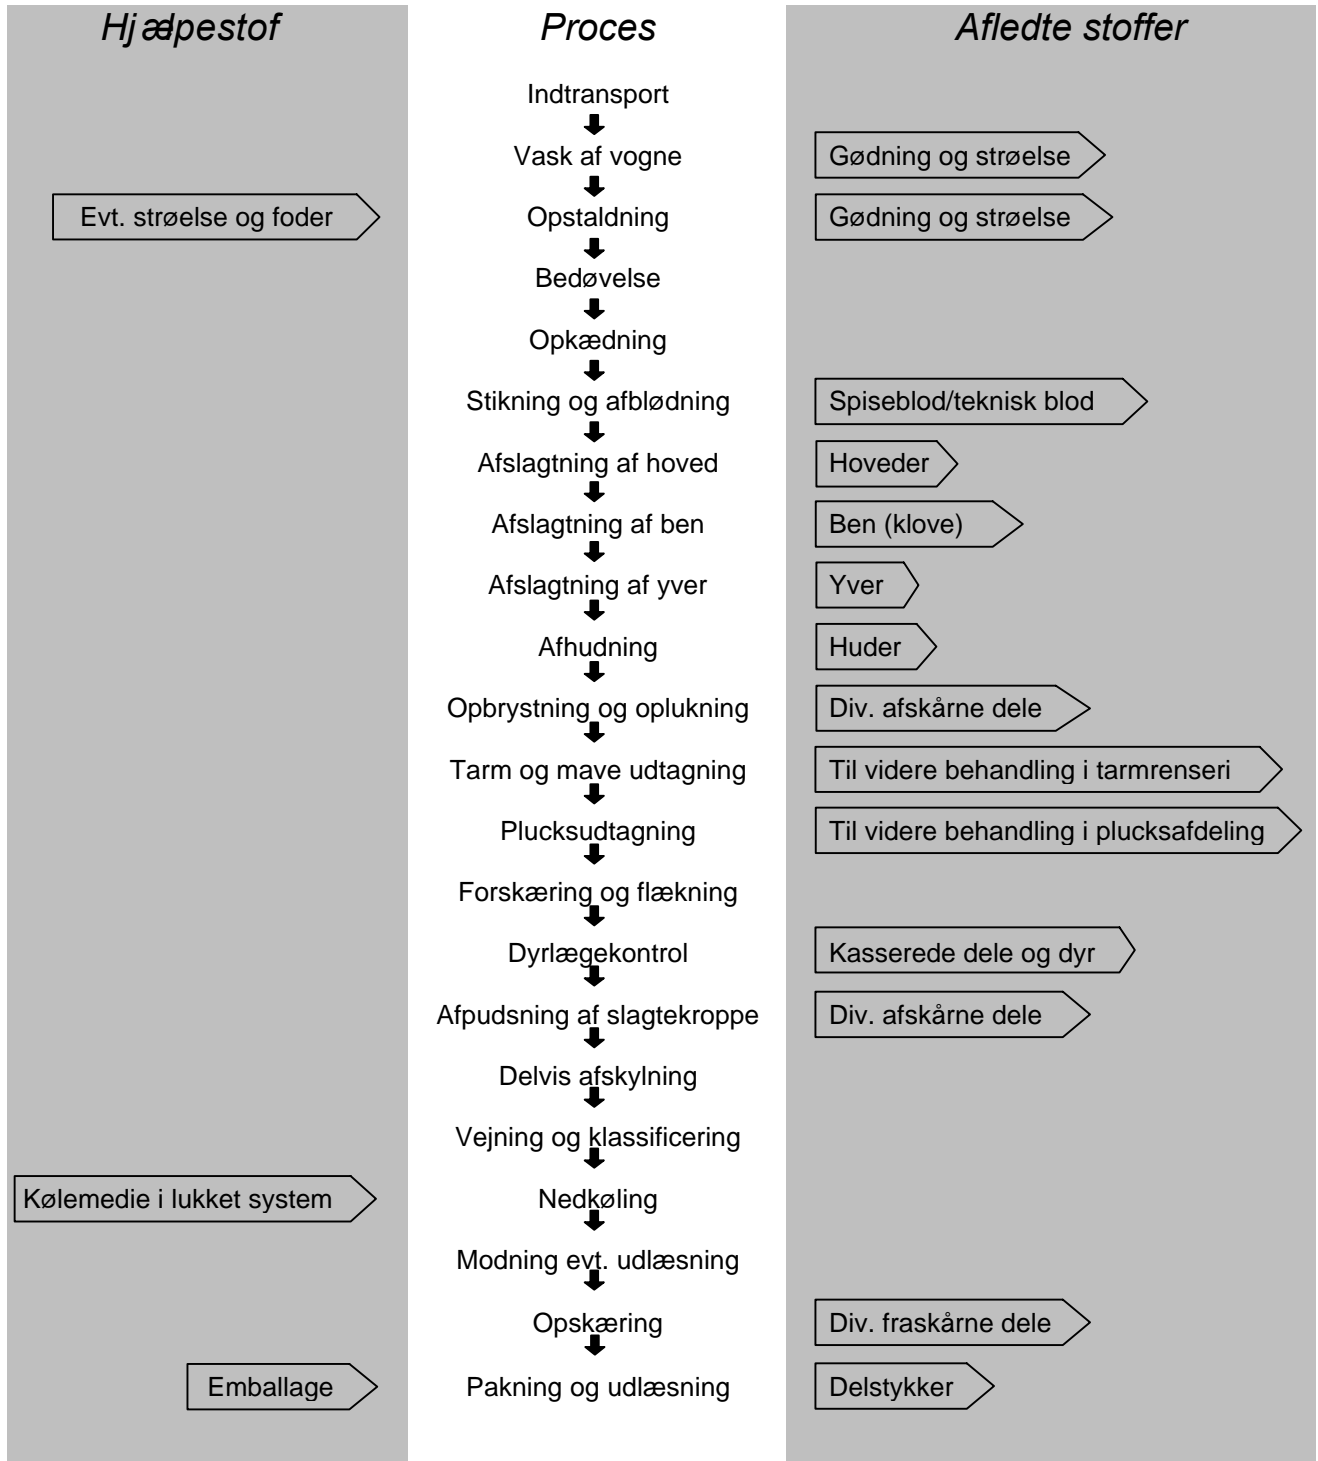 Hjælpestof Proces Afledte stoffer
Indtransport
Vask af vogne Gødning og strøelse
Evt. strøelse og foder Opstaldning Gødning og strøelse
Bedøvelse
Opkædning
Stikning og afblødning Spiseblod/teknisk blod
Afslagtning af hoved Hoveder
Afslagtning af ben Ben (klove)
Afslagtning af yver Yver
Afhudning Huder
Opbrystning og oplukning Div. afskårne dele
Tarm og mave udtagning Til videre behandling i tarmrenseri
Plucksudtagning Til videre behandling i plucksafdeling
Forskæring og flækning
Dyrlægekontrol Kasserede dele og dyr
Afpudsning af slagtekroppe Div. afskårne dele
Delvis afskylning
Vejning og klassificering
Kølemedie i lukket system Nedkøling
Modning evt. udlæsning
Opskæring Div. fraskårne dele
Emballage Pakning og udlæsning Delstykker